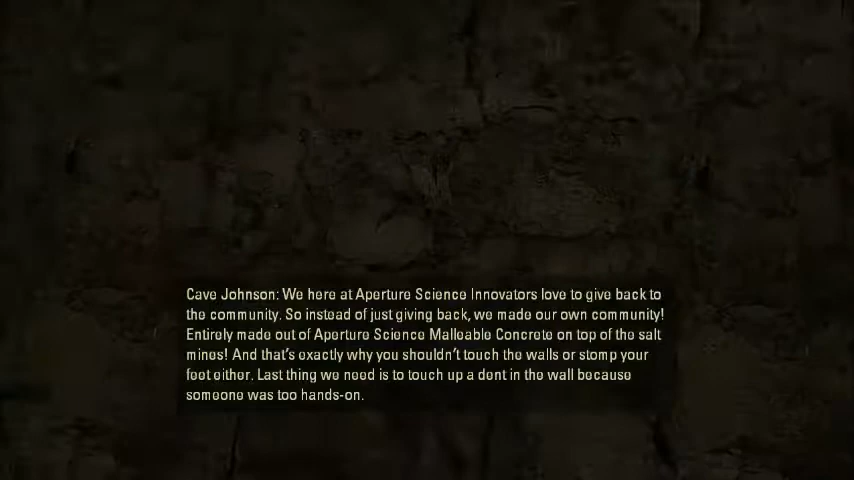 Cave Johnson: We here at Aperture Science Innovators love to give back to
the community. So instead of just giving back, we made our own community!
Entirely made out of Aperture Science Malleable Concrete on top of the salt
mines! And that's exactly why you shouldn't touch the walls or stomp your
feet either. Last thing we need is to touch up a dent in the wall because
someone was too hands-on.